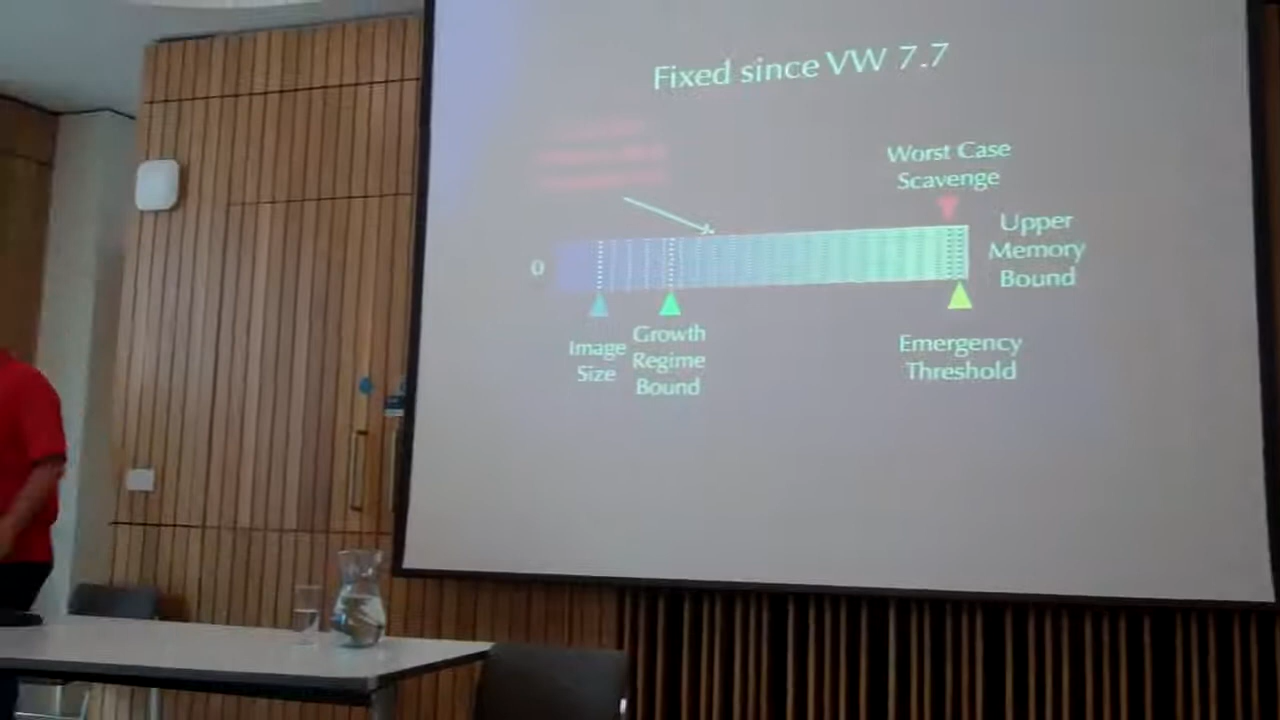 Fixed since VW 7.7
Worst Case
Scavenge
Upper
Memory
Bound
0
Image
Size
Growth
Regime
Bound
Emergency
Threshold